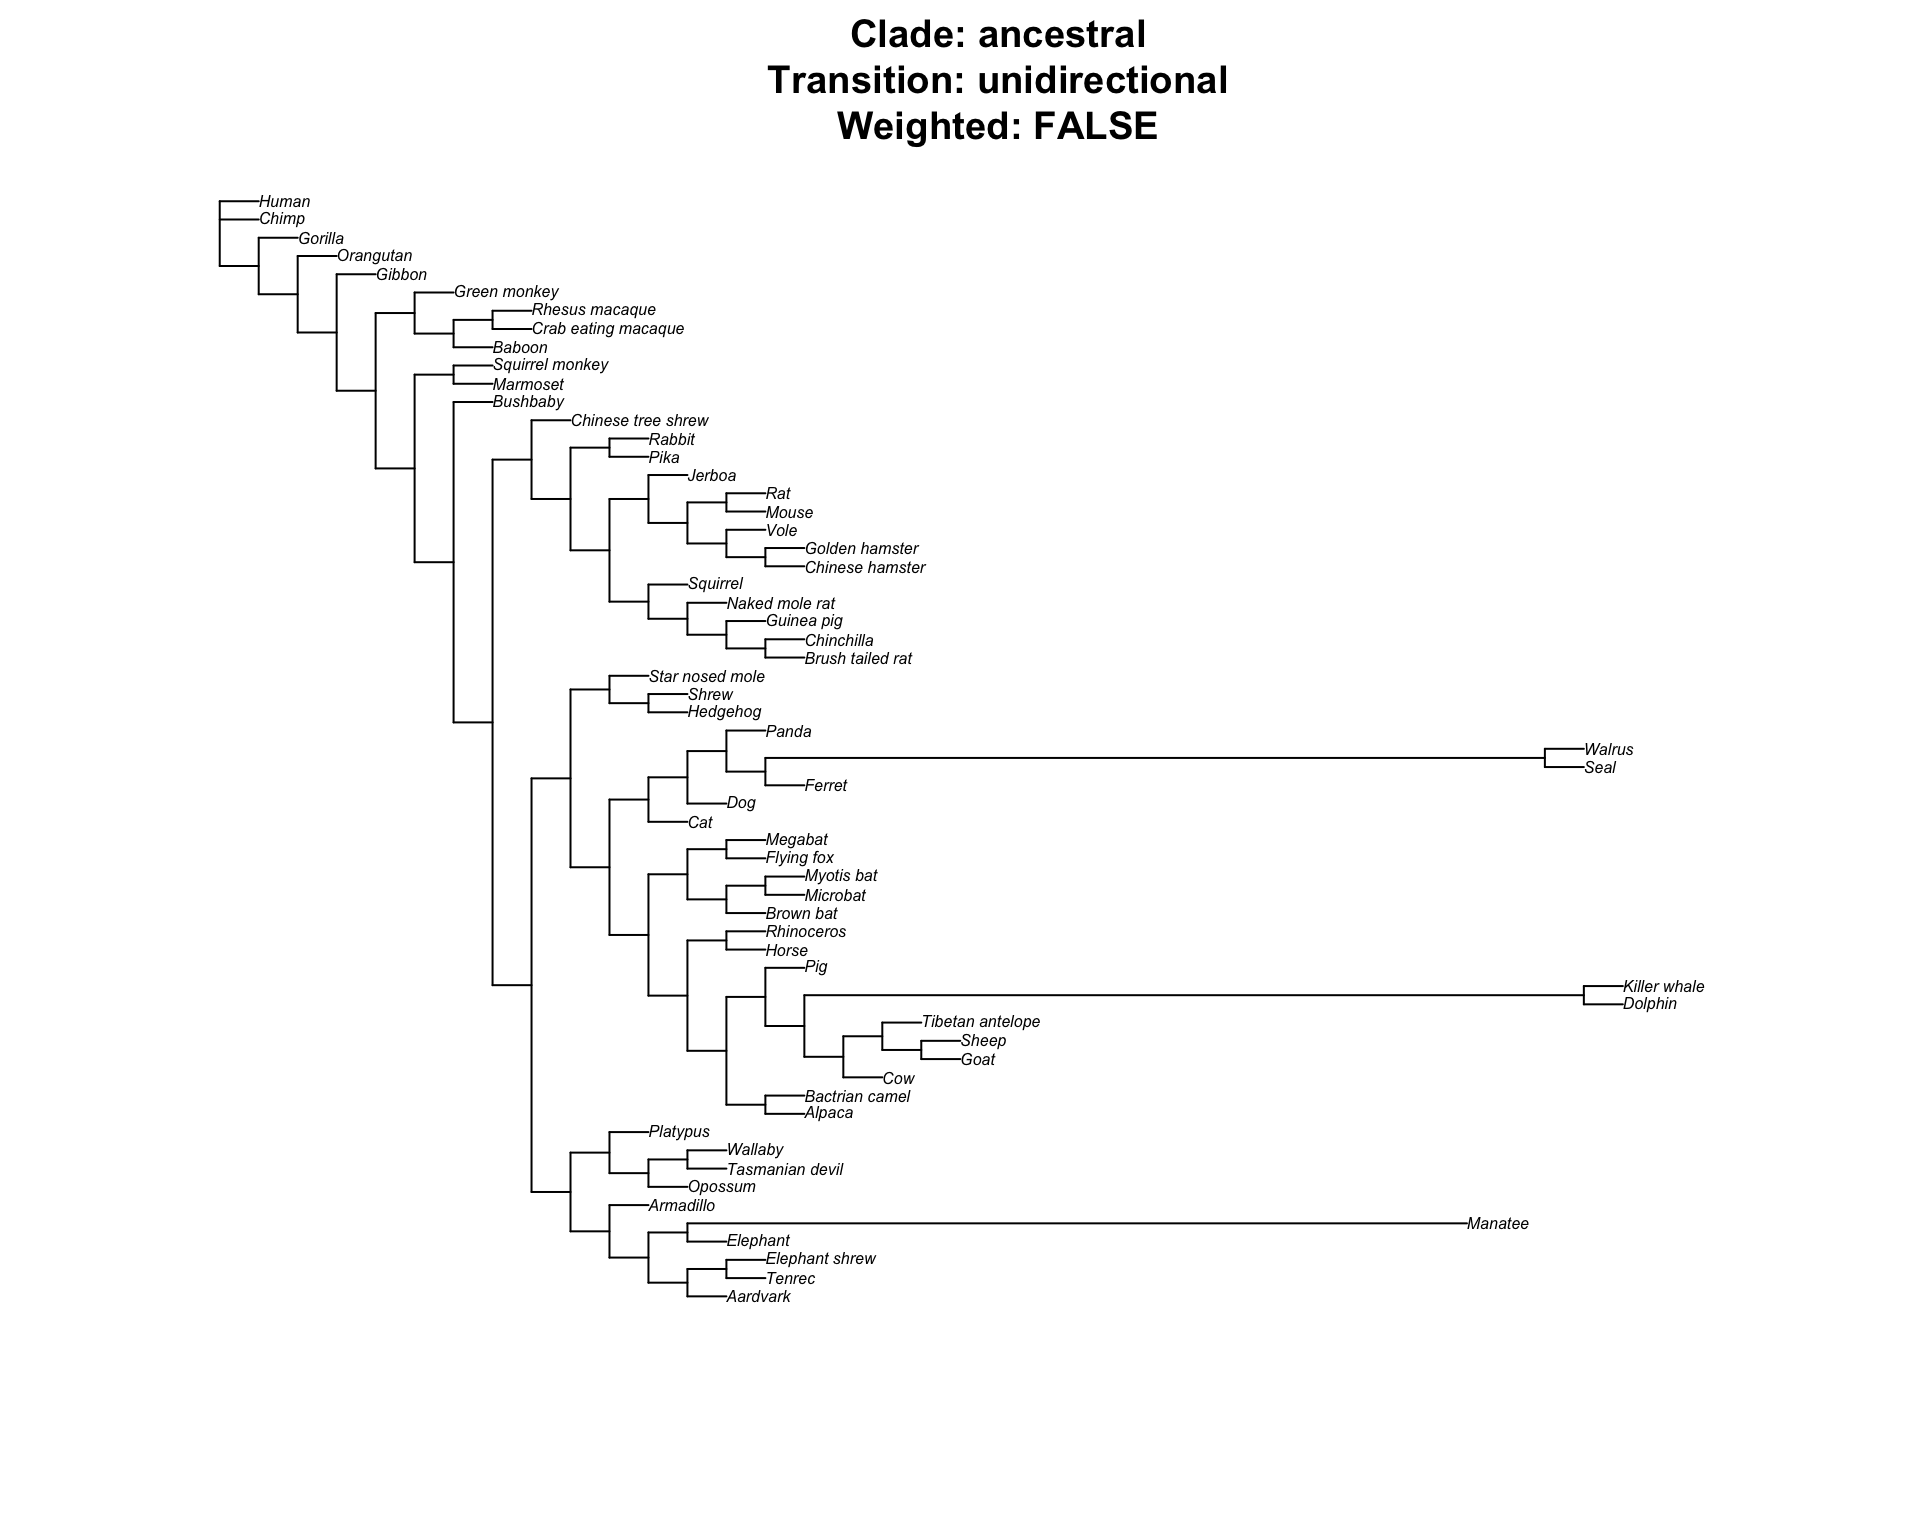 Clade: ancestral
Transition: unidirectional
Weighted: FALSE
Human
Chimp
Gorilla
Orangutan
Gibbon
Green monkey
Rhesus macaque
Crab eating macaque
Baboon
Squirrel monkey
Marmoset
Bushbaby
Chinese tree shrew
Rabbit
Pika
Jerboa
Rat
Mouse
Vole
Golden hamster
Chinese hamster
Squirrel
Naked mole rat
Guinea pig
Chinchilla
Brush tailed rat
Star nosed mole
Shrew
Hedgehog
Panda
Walrus
Seal
Ferret
Dog
Cat
Megabat
Flying fox
Myotis bat
Microbat
Brown bat
Rhinoceros
Horse
Pig
Killer whale
Dolphin
Tibetan antelope
Sheep
Goat
Cow
Bactrian camel
Alpaca
Platypus
Wallaby
Tasmanian devil
Opossum
Armadillo
Manatee
Elephant
Elephant shrew
Tenrec
Aardvark